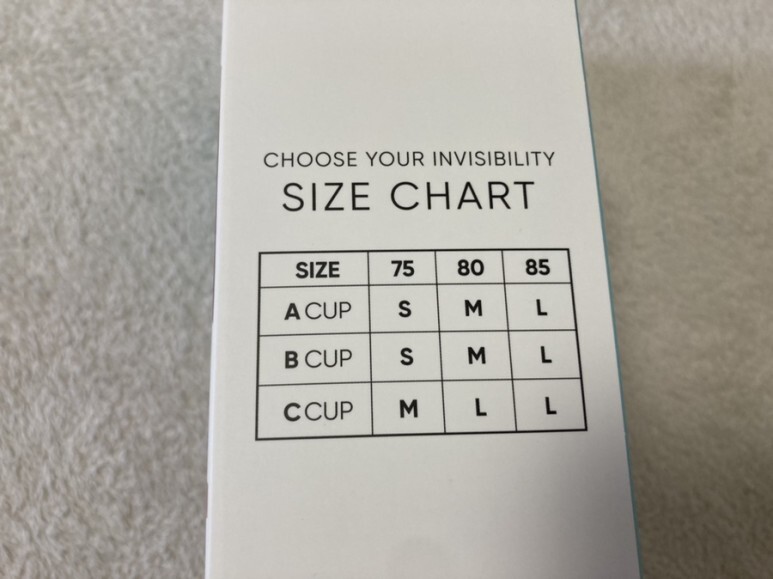 CHOOSE YOUR INVISIBILITY
SIZE CHART
SIZE 75 80 85
A CUP S M L
B CUP S M L
C CUP M L L